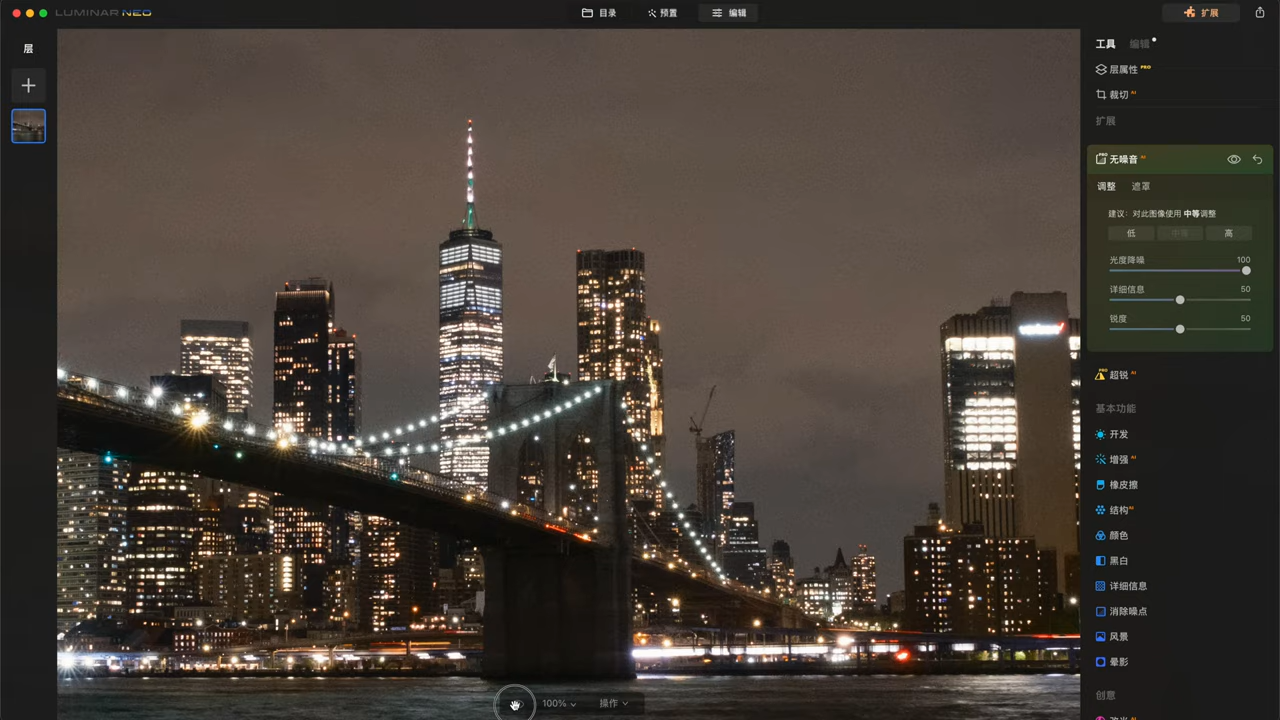 LUMINAR NEO
目录
预置
编辑
扩展
层
工具
编辑
层属性 PRO
裁切 AI
扩展
PRO
无噪音 AI
调整
遮罩
建议：对此图像使用 中等调整
低
中等
高
光度降噪
100
详细信息
50
锐度
50
PRO
超锐 AI
基本功能
开发
增强 AI
橡皮擦
结构 AI
颜色
黑白
详细信息
消除噪点
风景
晕影
创意
100%
操作